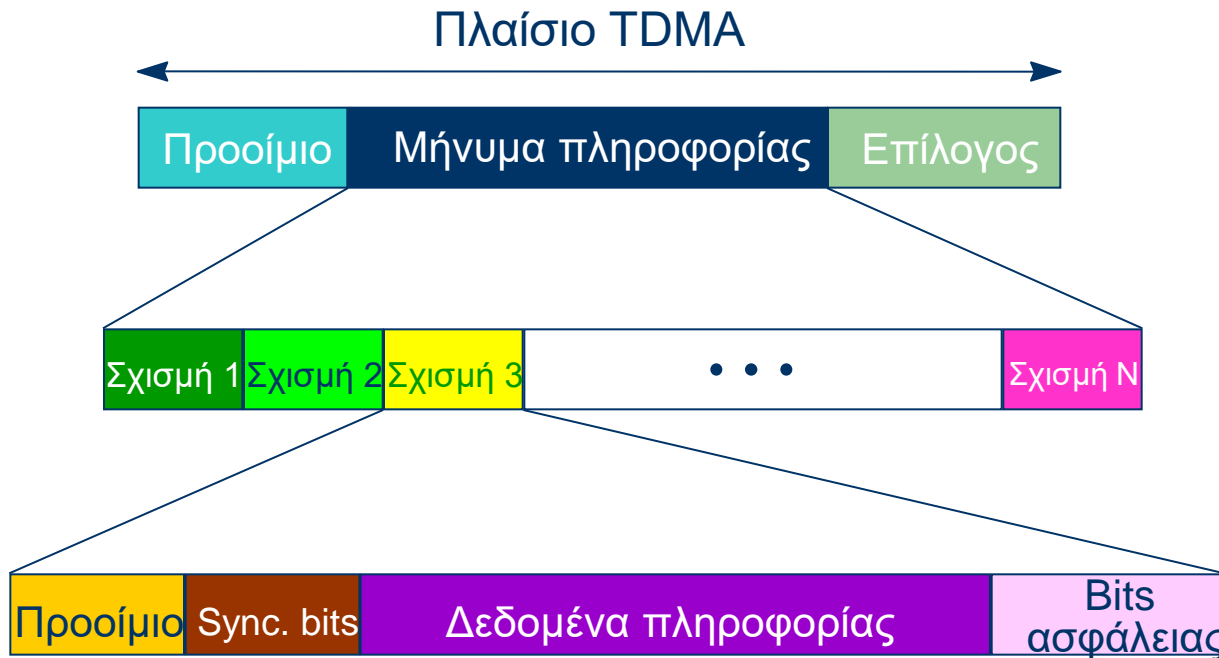 Πλαίσιο TDMA
Προοίμιο Μήνυμα πληροφορίας Επίλογος
Σχισμή 1 Σχισμή 2 Σχισμή 3 • • • Σχισμή N
Προοίμιο Sync. bits Δεδομένα πληροφορίας Bits
ασφάλειας